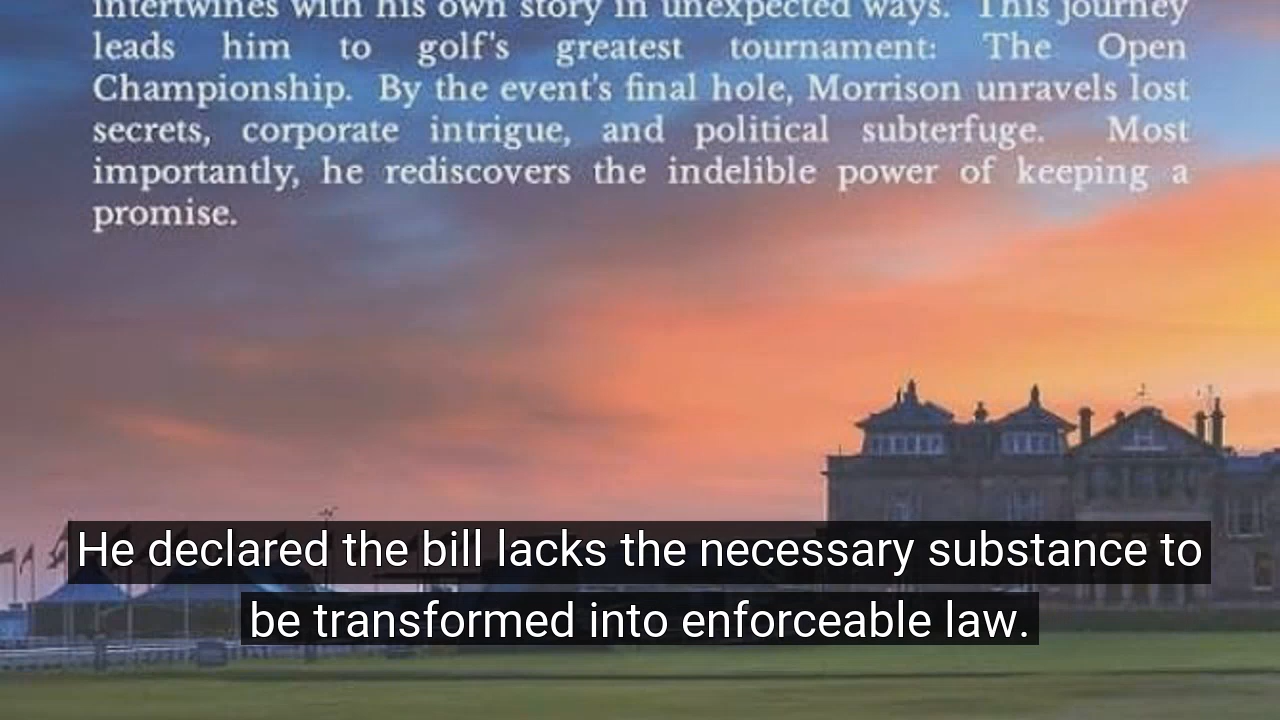 intertwines with his own story in unexpected ways. This journey
leads him to golf's greatest tournament: The Open
Championship. By the event's final hole, Morrison unravels lost
secrets, corporate intrigue, and political subterfuge. Most
importantly, he rediscovers the indelible power of keeping a
promise.
He declared the bill lacks the necessary substance to
be transformed into enforceable law.